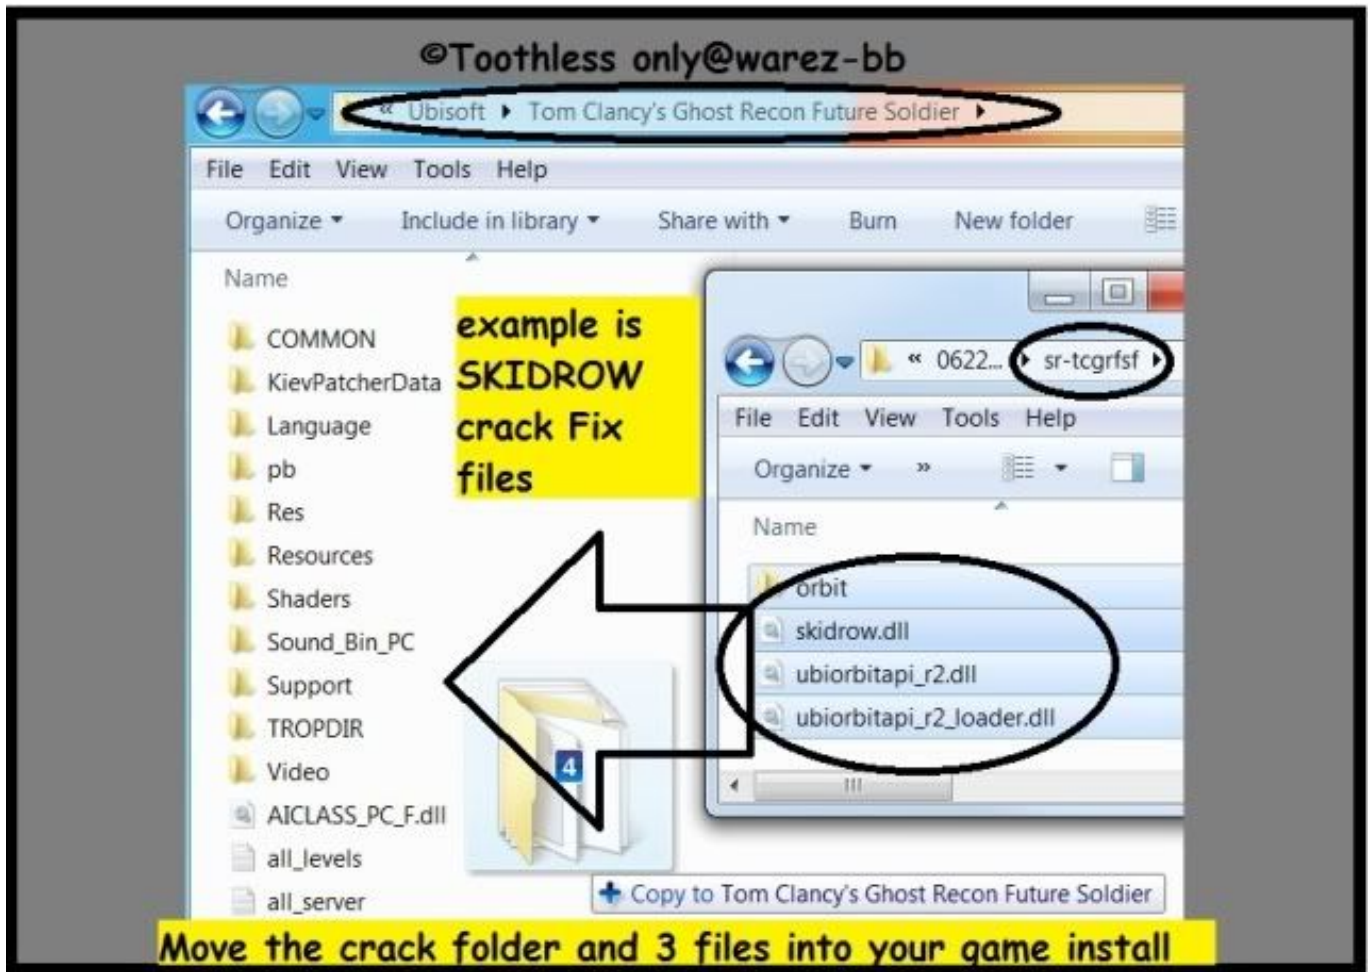 ©Toothless only@warez-bb
« Ubisoft ▸ Tom Clancy's Ghost Recon Future Soldier ▸
File Edit View Tools Help
Organize ▾ Include in library ▾ Share with ▾ Burn New folder
Name
COMMON
KievPatcherData
Language
pb
Res
Resources
Shaders
Sound_Bin_PC
Support
TROPDIR
Video
AICLASS_PC_F.dll
all_levels
all_server
example is
SKIDROW
crack Fix
files
« 0622... ▸ sr-tcgrfsf ▸
File Edit View Tools Help
Organize ▾ »
Name
orbit
skidrow.dll
ubiorbitapi_r2.dll
ubiorbitapi_r2_loader.dll
4
Copy to Tom Clancy's Ghost Recon Future Soldier
Move the crack folder and 3 files into your game install